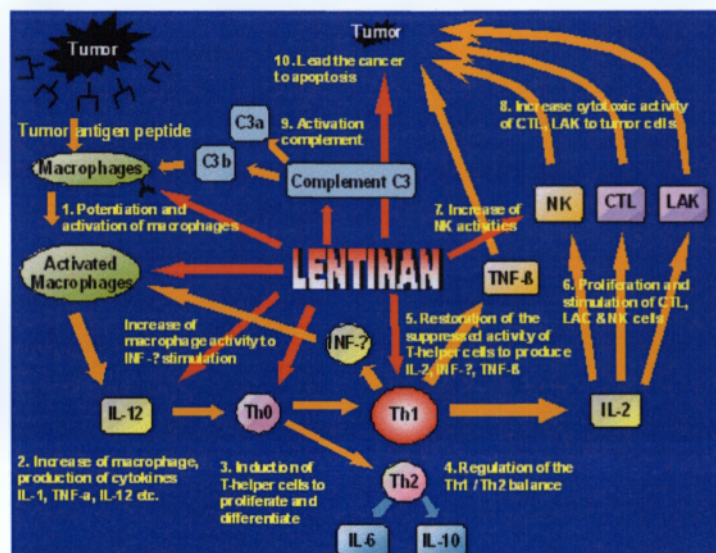 Tumor
Tumor
10. Lead the cancer
to apoptosis
Tumor antigen peptide
C3a
9. Activation
complement
8. Increase cytotoxic activity
of CTL, LAK to tumor cells
Macrophages
C3b
Complement C3
1. Potentiation and
activation of macrophages
7. Increase of
NK activities
NK
CTL
LAK
Activated
Macrophages
LENTINAN
TNF-ß
Increase of
macrophage activity to
INF-? stimulation
INF-?
5. Restoration of the
suppressed activity of
T-helper cells to produce
IL-2, INF-?, TNF-ß
6. Proliferation and
stimulation of CTL,
LAC & NK cells
IL-12
Th0
Th1
IL-2
2. Increase of macrophage,
production of cytokines
IL-1, TNF-a, IL-12 etc.
3. Induction of
T-helper cells to
proliferate and
differentiate
Th2
4. Regulation of the
Th1 / Th2 balance
IL-6
IL-10